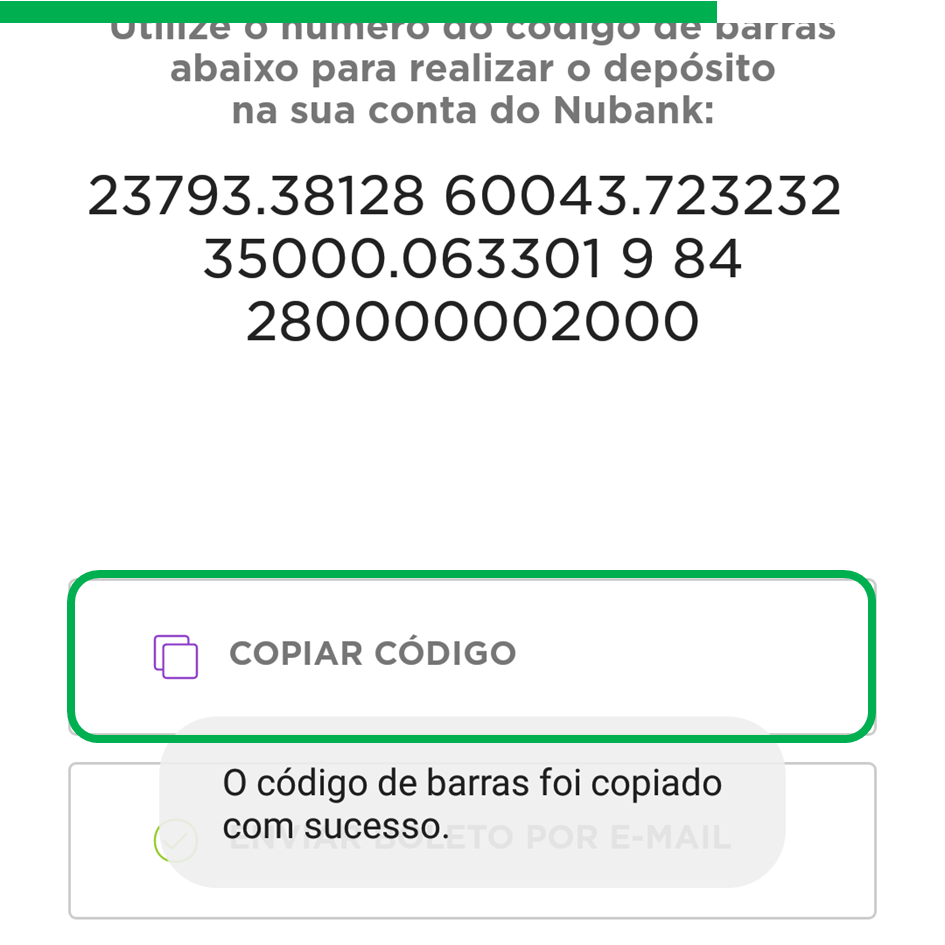 Utilize o número do código de barras
abaixo para realizar o depósito
na sua conta do Nubank:
23793.38128 60043.723232
35000.063301 9 84
280000002000
COPIAR CÓDIGO
O código de barras foi copiado
com sucesso.
ENVIAR BOLETO POR E-MAIL